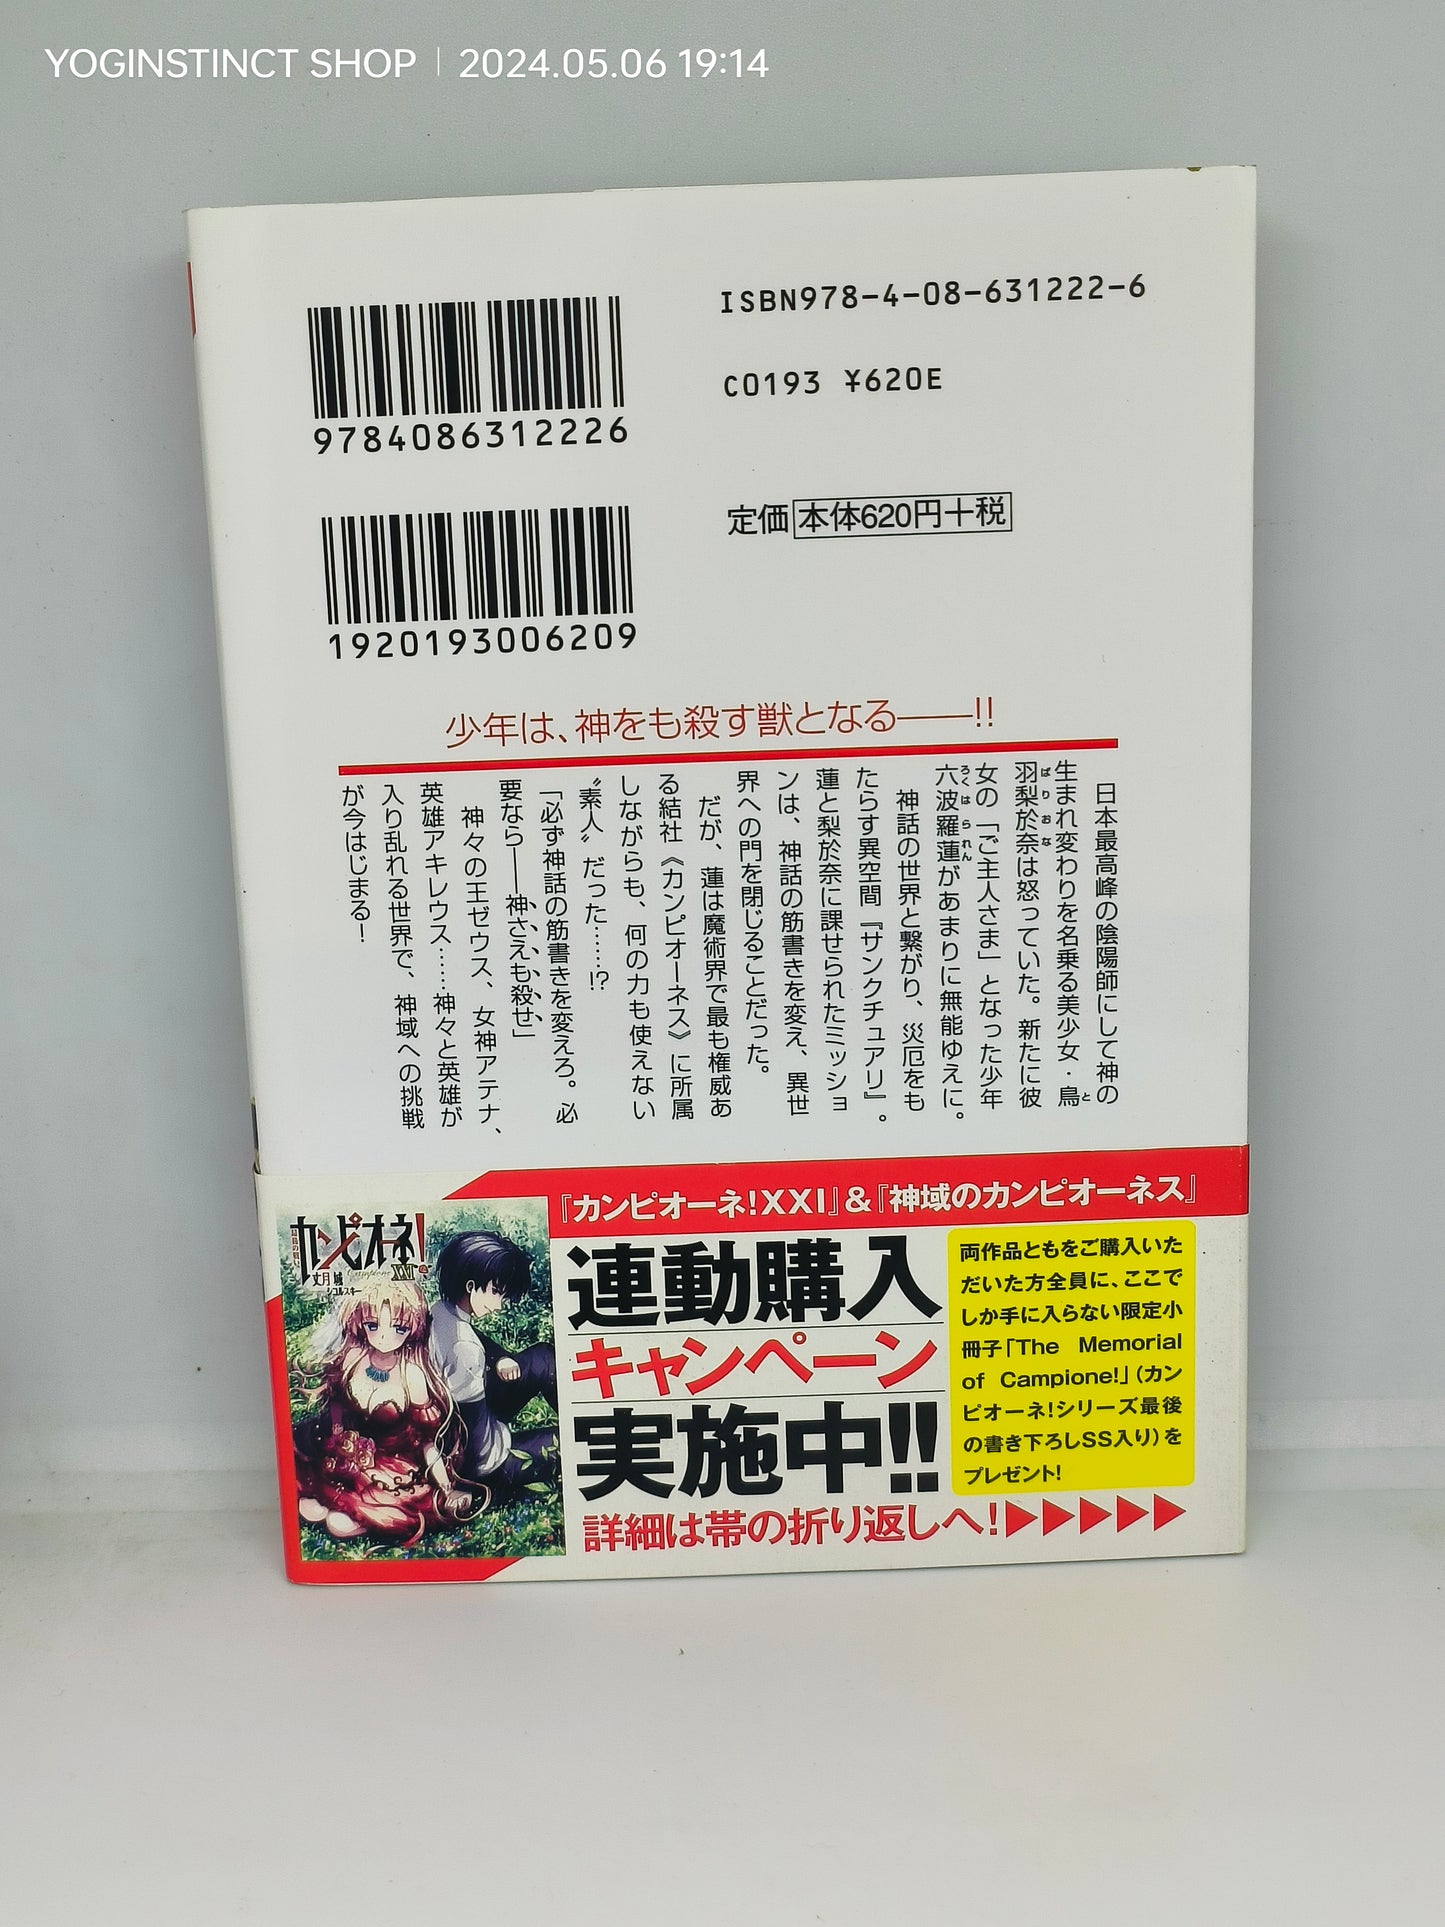 YOGINSTINCT SHOP | 2024.05.06 19:14
ISBN978-4-08-631222-6
9784086312226
C0193 ¥620E
定価 本体620円+税
1920193006209
少年は、神をも殺す獣となる――!!
日本最高峰の陰陽師にして神の
生まれ変わりを名乗る美少女・鳥
羽梨於奈は怒っていた。新たに彼
女の「ご主人さま」となった少年
六波羅蓮があまりに無能ゆえに。
神話の世界と繋がり、災厄をも
たらす異空間『サンクチュアリ』。
蓮と梨於奈に課せられたミッショ
ンは、神話の筋書きを変え、異世
界への門を閉じることだった。
だが、蓮は魔術界で最も権威あ
る結社《カンピオーネス》に所属
しながらも、何の力も使えない
〝素人〟だった……!?
「必ず神話の筋書きを変えろ。必
要なら――神さえも殺せ」
神々の王ゼウス、女神アテナ、
英雄アキレウス……神々と英雄が
入り乱れる世界で、神域への挑戦
が今はじまる!
『カンピオーネ!XXI』&『神域のカンピオーネス』
カンピオーネ!
XXI
丈月 城
シコルスキー
連動購入
キャンペーン
実施中!!
詳細は帯の折り返しへ!▶▶▶▶▶
両作品ともをご購入いた
だいた方全員に、ここで
しか手に入らない限定小
冊子「The Memorial
of Campione!」(カン
ピオーネ!シリーズ最後
の書き下ろしSS入り)を
プレゼント!